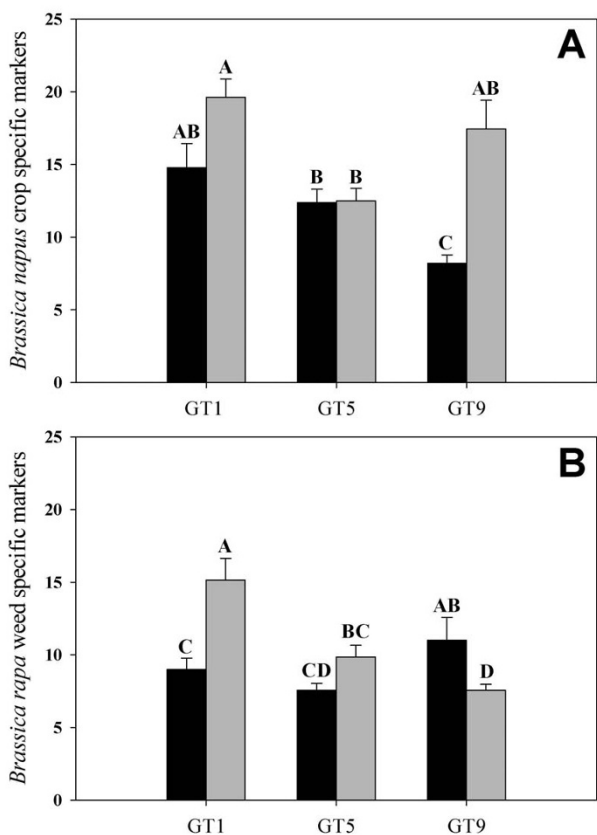 A
Brassica napus crop specific markers
25
20
15
10
5
0
AB
A
B
B
C
AB
GT1
GT5
GT9
B
Brassica rapa weed specific markers
25
20
15
10
5
0
C
A
CD
BC
AB
D
GT1
GT5
GT9